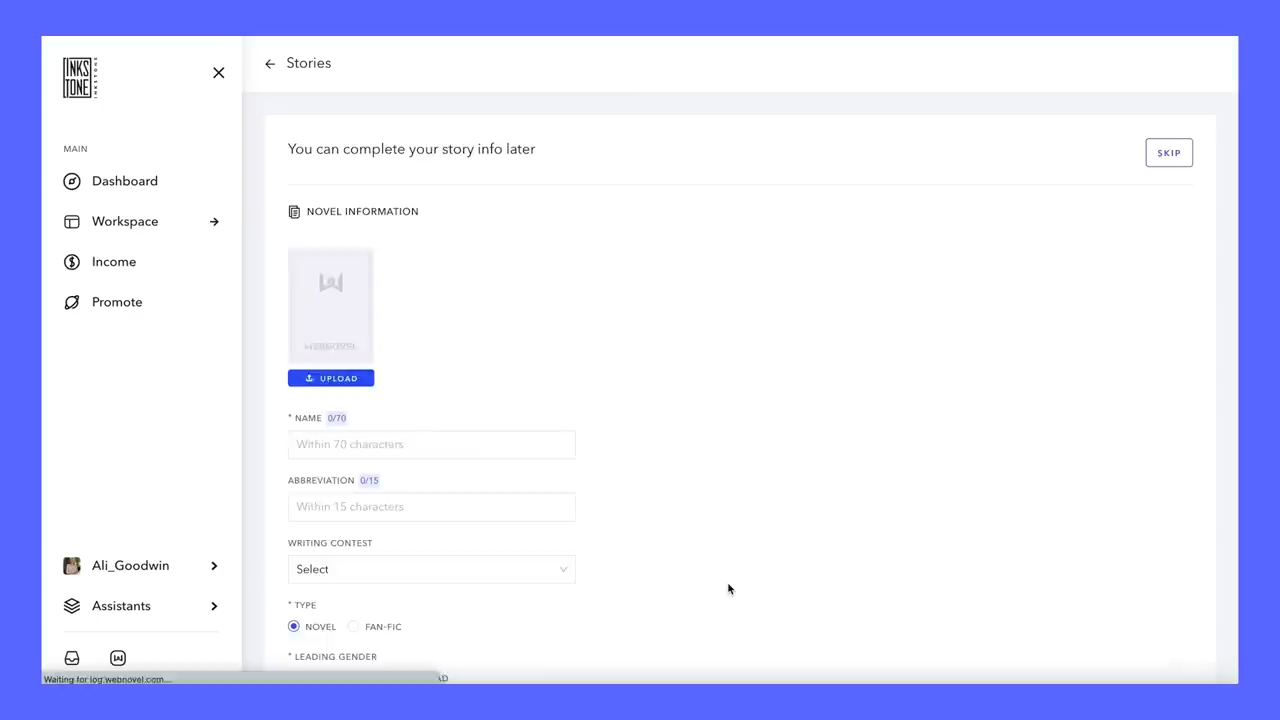 INKS
TONE
INKSTONE
Stories
MAIN
Dashboard
Workspace
Income
Promote
You can complete your story info later
SKIP
NOVEL INFORMATION
WEBNOVEL
UPLOAD
* NAME 0/70
Within 70 characters
ABBREVIATION 0/15
Within 15 characters
WRITING CONTEST
Select
* TYPE
NOVEL FAN-FIC
* LEADING GENDER
Ali_Goodwin
Assistants
Waiting for log.webnovel.com...